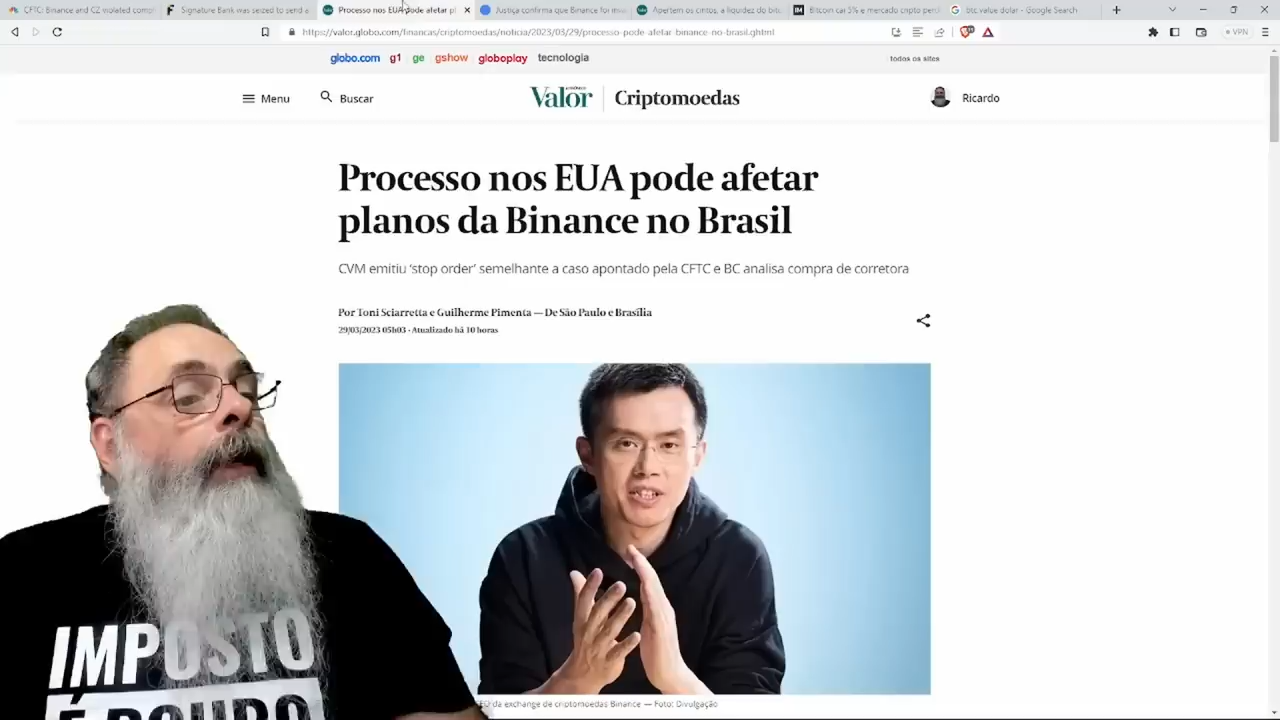 CFTC: Binance and CZ violated compl
Signature Bank was seized to send a
Processo nos EUA pode afetar pl
Justiça confirma que Binance foi inv
Apertem os cintos, a liquidez do bit
Bitcoin cai 5% e mercado cripto perd
btc value dolar - Google Search
https://valor.globo.com/financas/criptomoedas/noticia/2023/03/29/processo-pode-afetar-binance-no-brasil.ghtml
VPN
globo.com g1 ge gshow globoplay tecnologia
todos os sites
Menu
Buscar
Valor
Criptomoedas
Ricardo
Processo nos EUA pode afetar
planos da Binance no Brasil
CVM emitiu ‘stop order’ semelhante a caso apontado pela CFTC e BC analisa compra de corretora
Por Toni Sciarretta e Guilherme Pimenta — De São Paulo e Brasília
29/03/2023 05h03 · Atualizado há 10 horas
da exchange de criptomoedas Binance — Foto: Divulgação
IMPOSTO
É ROUBO